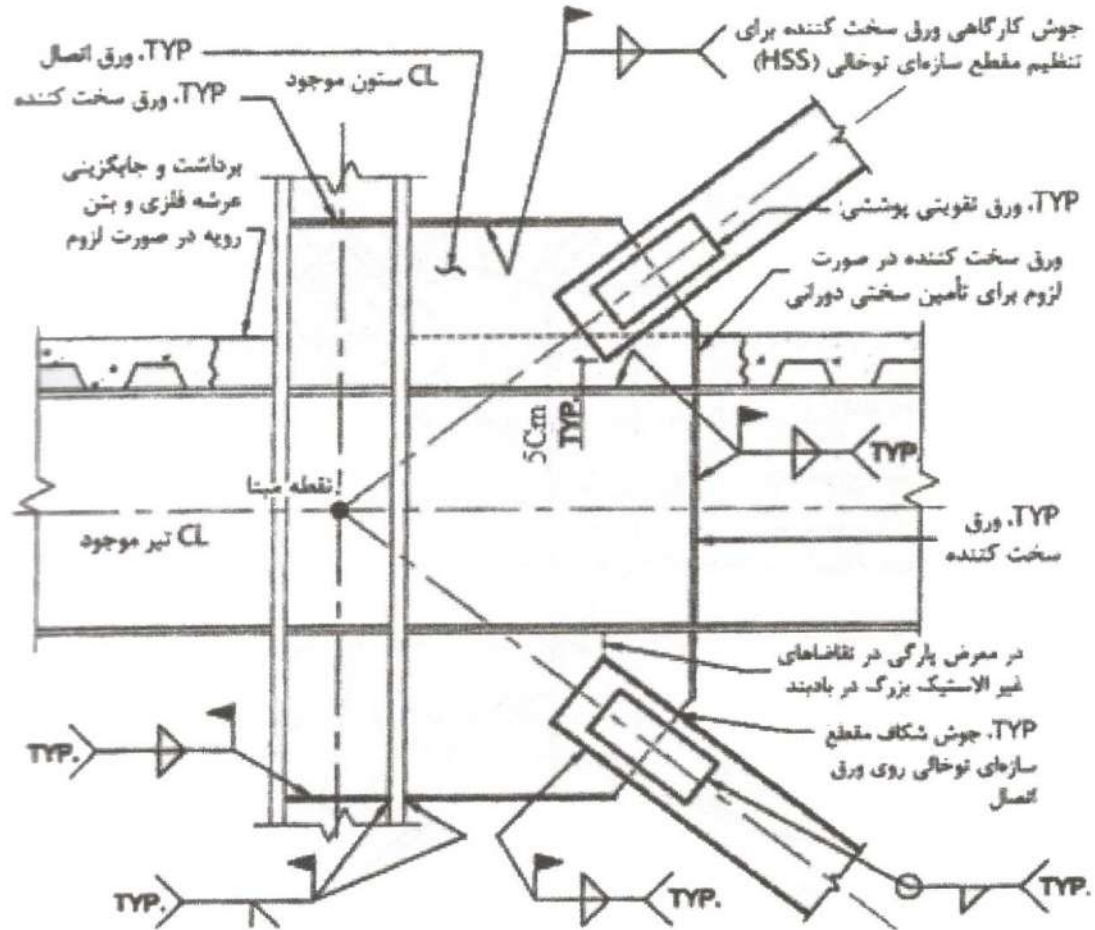 جوش کارگاهی ورق سخت کننده برای
تنظیم مقطع سازه‌ای توخالی (HSS)
TYP. ورق اتصال
CL ستون موجود
TYP. ورق سخت کننده
برداشت و جایگزینی
عرشه فلزی و بتن
رویه در صورت لزوم
TYP. ورق تقویتی پوششی
ورق سخت کننده در صورت
لزوم برای تأمین سختی دورانی
5Cm
TYP.
TYP.
نقطه مبنا
CL تیر موجود
TYP. ورق
سخت کننده
در معرض پارگی در تقاضاهای
غیر الاستیک بزرگ در بادبند
TYP. جوش شکاف مقطع
سازه‌ای توخالی روی ورق
اتصال
TYP.
TYP.
TYP.
TYP.